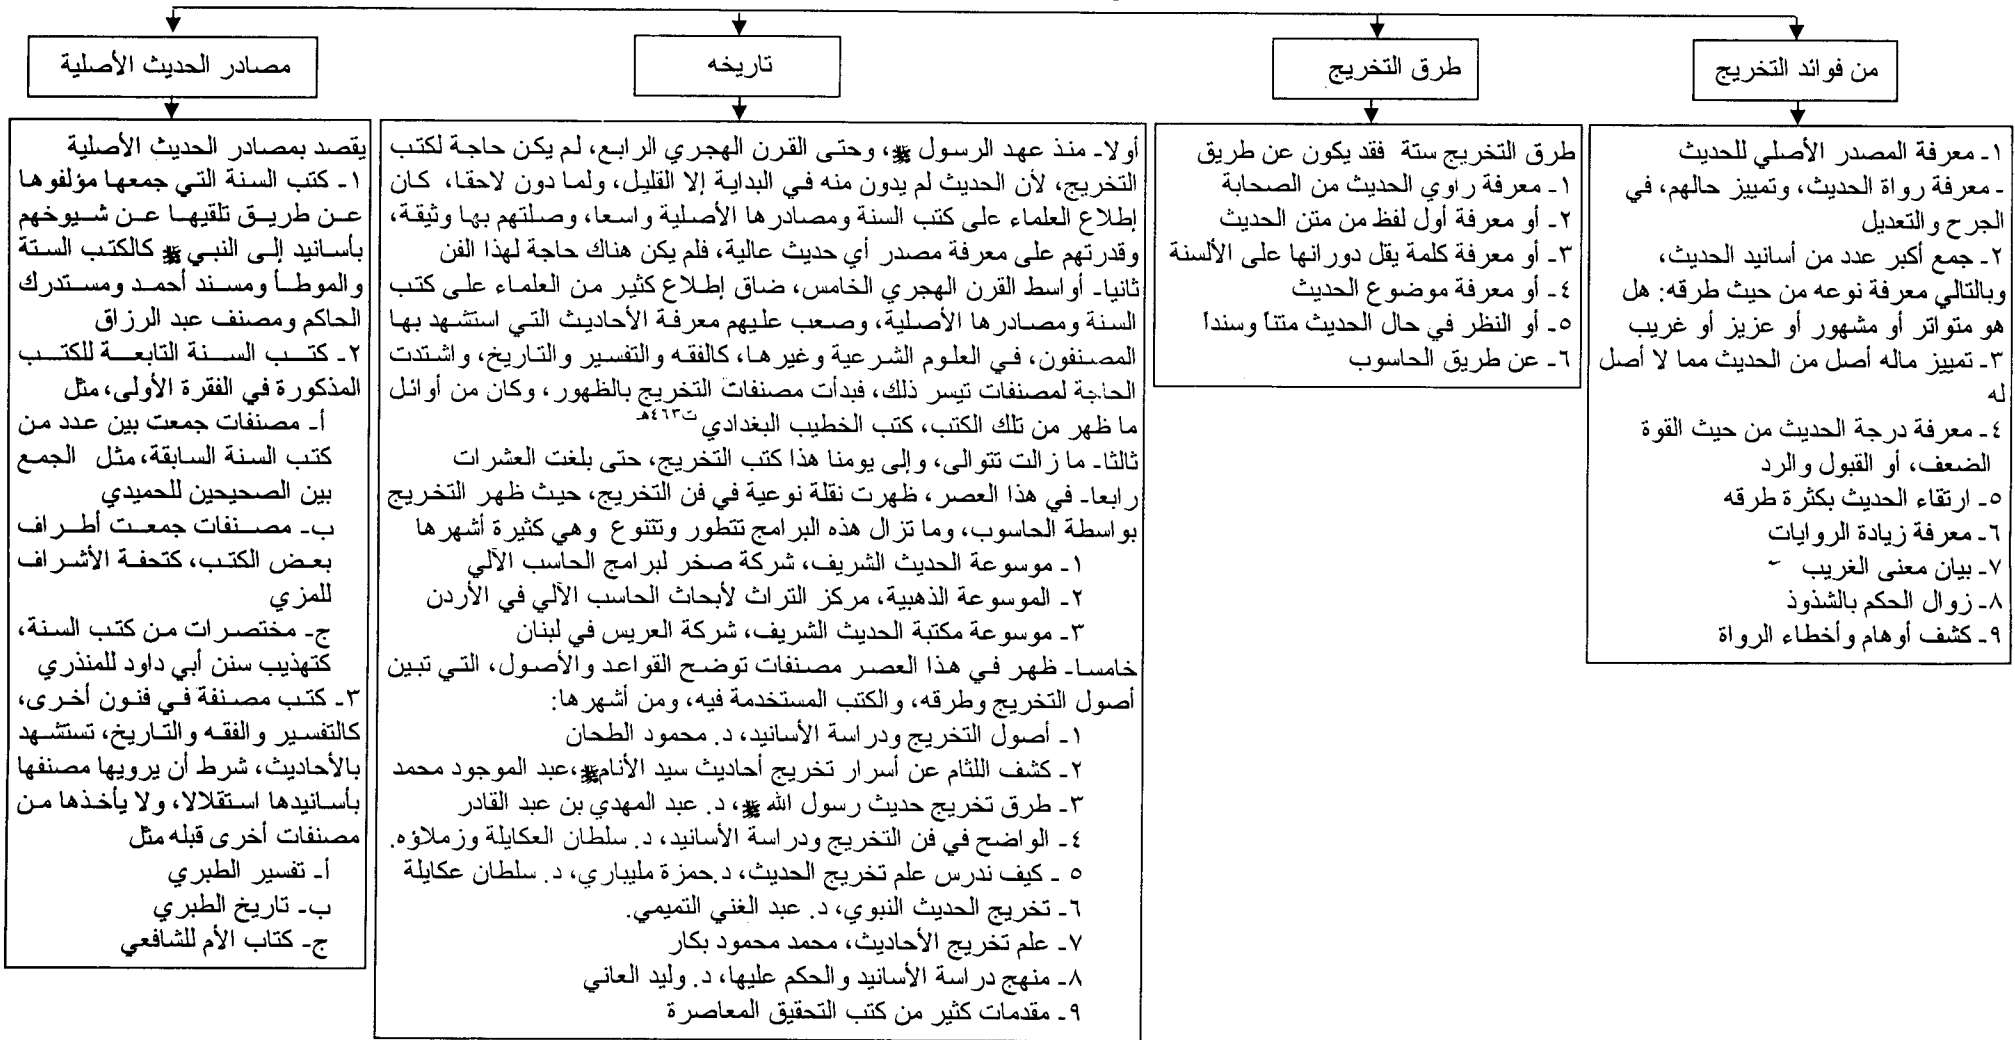 من فوائد التخريج
١- معرفة المصدر الأصلي للحديث
- معرفة رواة الحديث، وتمييز حالهم، في
الجرح والتعديل
٢- جمع أكبر عدد من أسانيد الحديث،
وبالتالي معرفة نوعه من حيث طرقه: هل
هو متواتر أو مشهور أو عزيز أو غريب
٣- تمييز ماله أصل من الحديث مما لا أصل
له
٤- معرفة درجة الحديث من حيث القوة
الضعف، أو القبول والرد
٥- ارتقاء الحديث بكثرة طرقه
٦- معرفة زيادة الروايات
٧- بيان معنى الغريب
٨- زوال الحكم بالشذوذ
٩- كشف أوهام وأخطاء الرواة
طرق التخريج
طرق التخريج ستة فقد يكون عن طريق
١- معرفة راوي الحديث من الصحابة
٢- أو معرفة أول لفظ من متن الحديث
٣- أو معرفة كلمة يقل دورانها على الألسنة
٤- أو معرفة موضوع الحديث
٥- أو النظر في حال الحديث متناً وسنداً
٦- عن طريق الحاسوب
تاريخه
أولا- منذ عهد الرسول ﷺ، وحتى القرن الهجري الرابع، لم يكن حاجة لكتب
التخريج، لأن الحديث لم يدون منه في البداية إلا القليل، ولما دون لاحقا، كان
إطلاع العلماء على كتب السنة ومصادرها الأصلية واسعا، وصلتهم بها وثيقة،
وقدرتهم على معرفة مصدر أي حديث عالية، فلم يكن هناك حاجة لهذا الفن
ثانيا- أواسط القرن الهجري الخامس، ضاق إطلاع كثير من العلماء على كتب
السنة ومصادرها الأصلية، وصعب عليهم معرفة الأحاديث التي استشهد بها
المصنفون، في العلوم الشرعية وغيرها، كالفقه والتفسير والتاريخ، واشتدت
الحاجة لمصنفات تيسر ذلك، فبدأت مصنفات التخريج بالظهور، وكان من أوائل
ما ظهر من تلك الكتب، كتب الخطيب البغدادي ت٤٦٣هـ
ثالثا- ما زالت تتوالى، وإلى يومنا هذا كتب التخريج، حتى بلغت العشرات
رابعا- في هذا العصر، ظهرت نقلة نوعية في فن التخريج، حيث ظهر التخريج
بواسطة الحاسوب، وما تزال هذه البرامج تتطور وتتنوع وهي كثيرة أشهرها
١- موسوعة الحديث الشريف، شركة صخر لبرامج الحاسب الآلي
٢- الموسوعة الذهبية، مركز التراث لأبحاث الحاسب الآلي في الأردن
٣- موسوعة مكتبة الحديث الشريف، شركة العريس في لبنان
خامسا- ظهر في هذا العصر مصنفات توضح القواعد والأصول، التي تبين
أصول التخريج وطرقه، والكتب المستخدمة فيه، ومن أشهرها:
١- أصول التخريج ودراسة الأسانيد، د. محمود الطحان
٢- كشف اللثام عن أسرار تخريج أحاديث سيد الأنام ﷺ، عبد الموجود محمد
٣- طرق تخريج حديث رسول الله ﷺ، د. عبد المهدي بن عبد القادر
٤- الواضح في فن التخريج ودراسة الأسانيد، د. سلطان العكايلة وزملاؤه.
٥ - كيف ندرس علم تخريج الحديث، د.حمزة مليباري، د. سلطان عكايلة
٦- تخريج الحديث النبوي، د. عبد الغني التميمي.
٧- علم تخريج الأحاديث، محمد محمود بكار
٨- منهج دراسة الأسانيد والحكم عليها، د. وليد العاني
٩- مقدمات كثير من كتب التحقيق المعاصرة
مصادر الحديث الأصلية
يقصد بمصادر الحديث الأصلية
١- كتب السنة التي جمعها مؤلفوها
عن طريق تلقيها عن شيوخهم
بأسانيد إلى النبي ﷺ كالكتب الستة
والموطأ ومسند أحمد ومستدرك
الحاكم ومصنف عبد الرزاق
٢- كتب السنة التابعة للكتب
المذكورة في الفقرة الأولى، مثل
أ- مصنفات جمعت بين عدد من
كتب السنة السابقة، مثل الجمع
بين الصحيحين للحميدي
ب- مصنفات جمعت أطراف
بعض الكتب، كتحفة الأشراف
للمزي
ج- مختصرات من كتب السنة،
كتهذيب سنن أبي داود للمنذري
٣- كتب مصنفة في فنون أخرى،
كالتفسير والفقه والتاريخ، تستشهد
بالأحاديث، شرط أن يرويها مصنفها
بأسانيدها استقلالا، ولا يأخذها من
مصنفات أخرى قبله مثل
أ- تفسير الطبري
ب- تاريخ الطبري
ج- كتاب الأم للشافعي